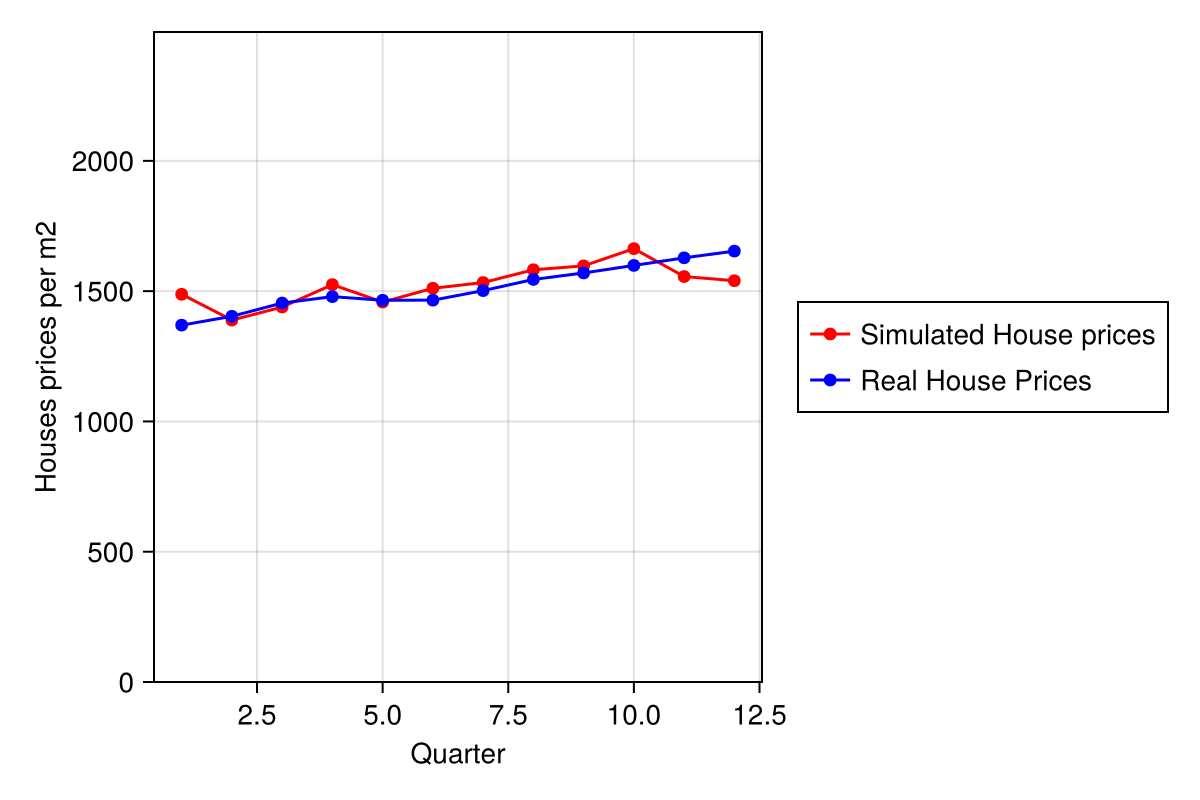 Houses prices per m2
2000
1500
1000
500
0
2.5 5.0 7.5 10.0 12.5
Quarter
Simulated House prices
Real House Prices